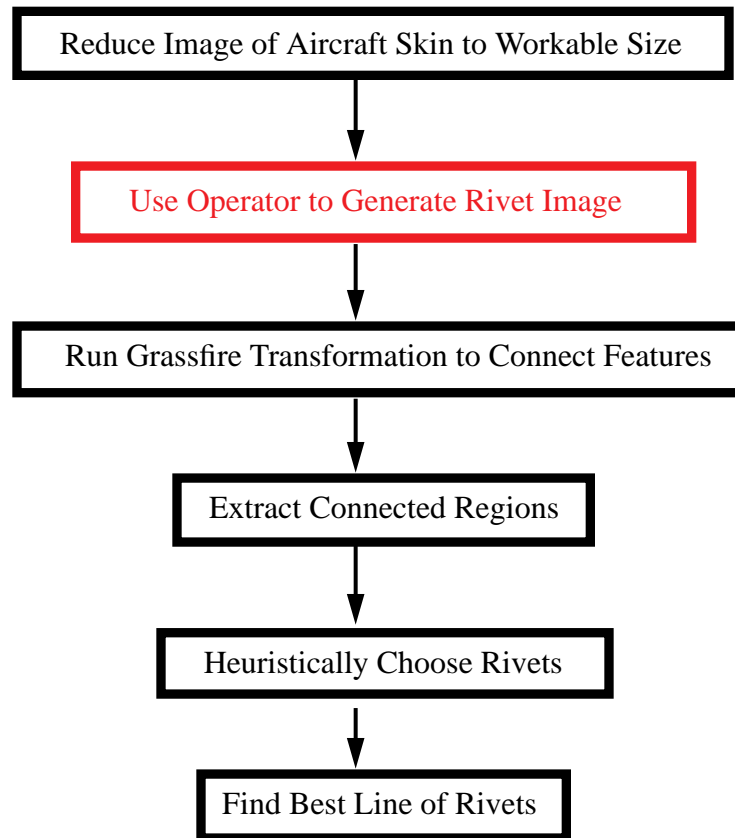 Reduce Image of Aircraft Skin to Workable Size
Use Operator to Generate Rivet Image
Run Grassfire Transformation to Connect Features
Extract Connected Regions
Heuristically Choose Rivets
Find Best Line of Rivets